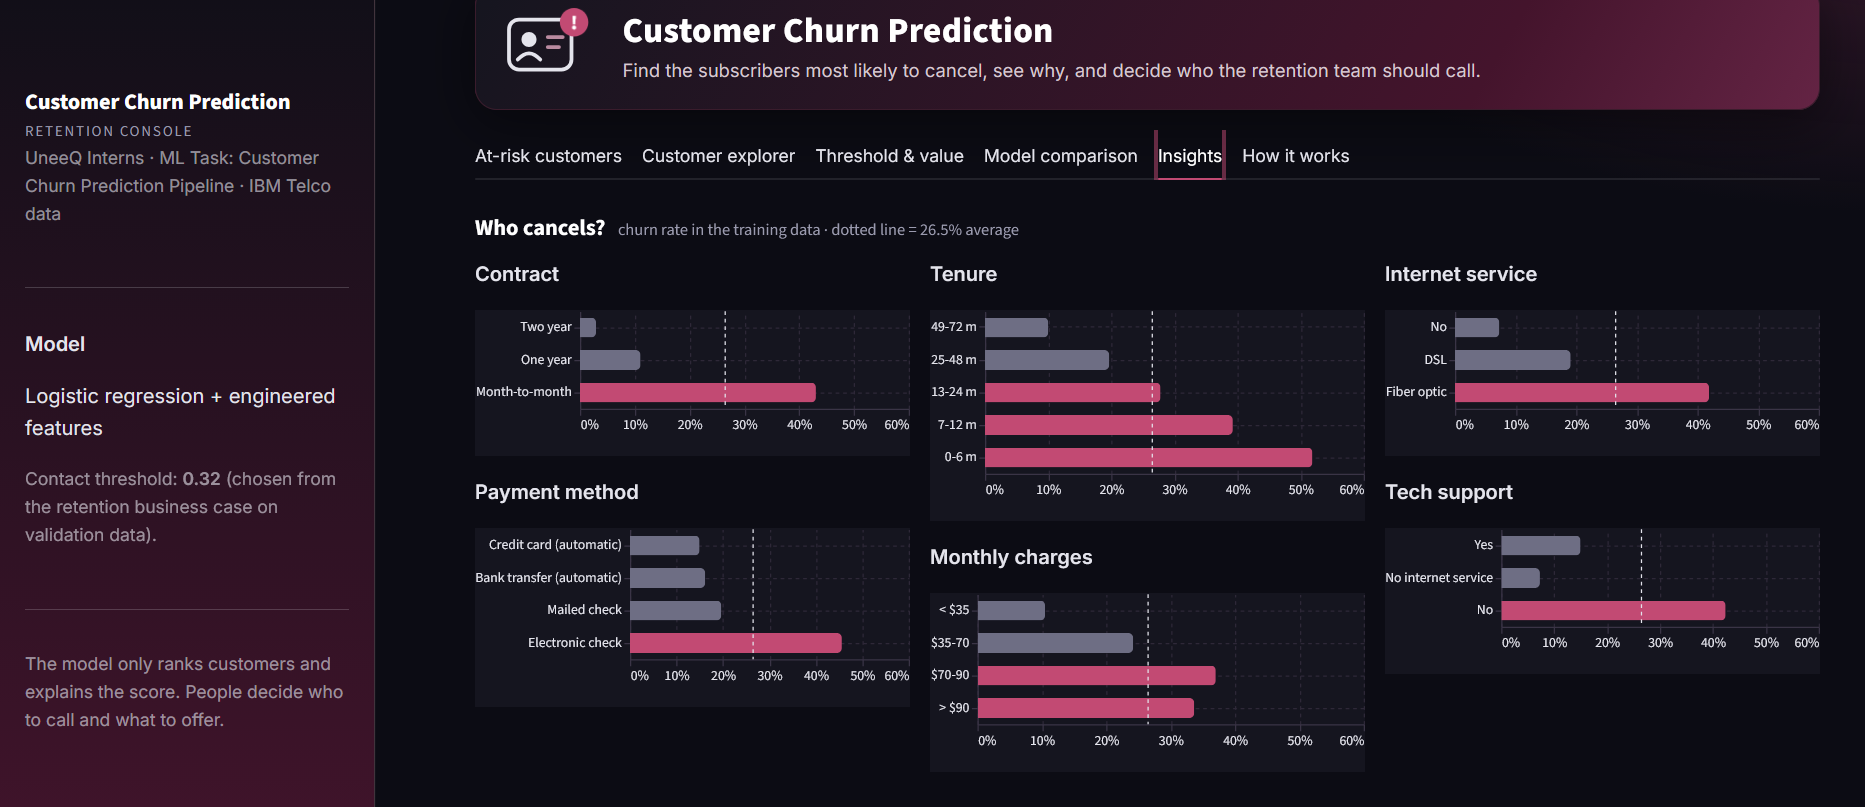 Customer Churn Prediction
RETENTION CONSOLE
UneeQ Interns · ML Task: Customer
Churn Prediction Pipeline · IBM Telco
data
Model
Logistic regression + engineered
features
Contact threshold: 0.32 (chosen from
the retention business case on
validation data).
The model only ranks customers and
explains the score. People decide who
to call and what to offer.
!
Customer Churn Prediction
Find the subscribers most likely to cancel, see why, and decide who the retention team should call.
At-risk customers Customer explorer Threshold & value Model comparison Insights How it works
Who cancels? churn rate in the training data · dotted line = 26.5% average
Contract
Two year
One year
Month-to-month
0% 10% 20% 30% 40% 50% 60%
Payment method
Credit card (automatic)
Bank transfer (automatic)
Mailed check
Electronic check
0% 10% 20% 30% 40% 50% 60%
Tenure
49-72 m
25-48 m
13-24 m
7-12 m
0-6 m
0% 10% 20% 30% 40% 50% 60%
Monthly charges
< $35
$35-70
$70-90
> $90
0% 10% 20% 30% 40% 50% 60%
Internet service
No
DSL
Fiber optic
0% 10% 20% 30% 40% 50% 60%
Tech support
Yes
No internet service
No
0% 10% 20% 30% 40% 50% 60%